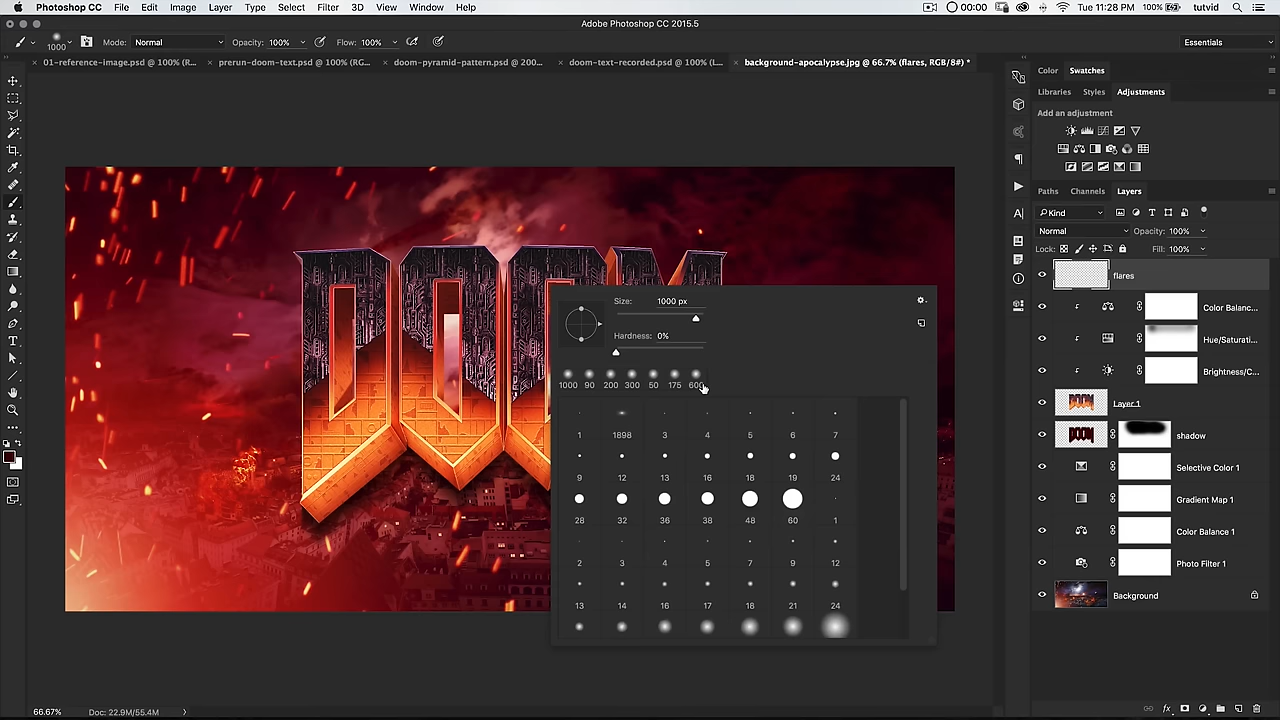 Photoshop CC File Edit Image Layer Type Select Filter 3D View Window Help 00:00 100% Tue 11:28 PM tutvid
Adobe Photoshop CC 2015.5
1000 Mode: Normal Opacity: 100% Flow: 100% Essentials
× 01-reference-image.psd @ 100% (R... × prerun-doom-text.psd @ 100% (RG... × doom-pyramid-pattern.psd @ 200... × doom-text-recorded.psd @ 100% (L... × background-apocalypse.jpg @ 66.7% (flares, RGB/8#) *
Color Swatches
Libraries Styles Adjustments
Add an adjustment
Paths Channels Layers
Kind
Normal Opacity: 100%
Lock: Fill: 100%
flares
Color Balanc...
Hue/Saturati...
Brightness/C...
Layer 1
shadow
Selective Color 1
Gradient Map 1
Color Balance 1
Photo Filter 1
Background
DOOM
Size: 1000 px
Hardness: 0%
1000 90 200 300 50 175 600
1 1898 3 4 5 6 7
9 12 13 16 18 19 24
28 32 36 38 48 60 1
2 3 4 5 7 9 12
13 14 16 17 18 21 24
66.67% Doc: 22.9M/55.4M